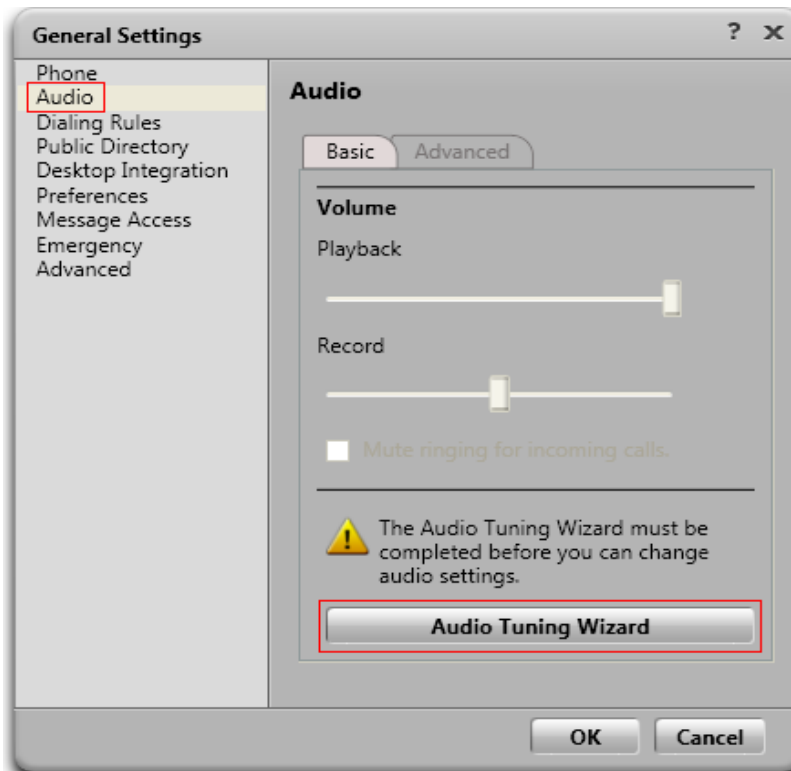 General Settings
? x
Phone
Audio
Dialing Rules
Public Directory
Desktop Integration
Preferences
Message Access
Emergency
Advanced
Audio
Basic Advanced
Volume
Playback
Record
Mute ringing for incoming calls.
The Audio Tuning Wizard must be
completed before you can change
audio settings.
Audio Tuning Wizard
OK Cancel